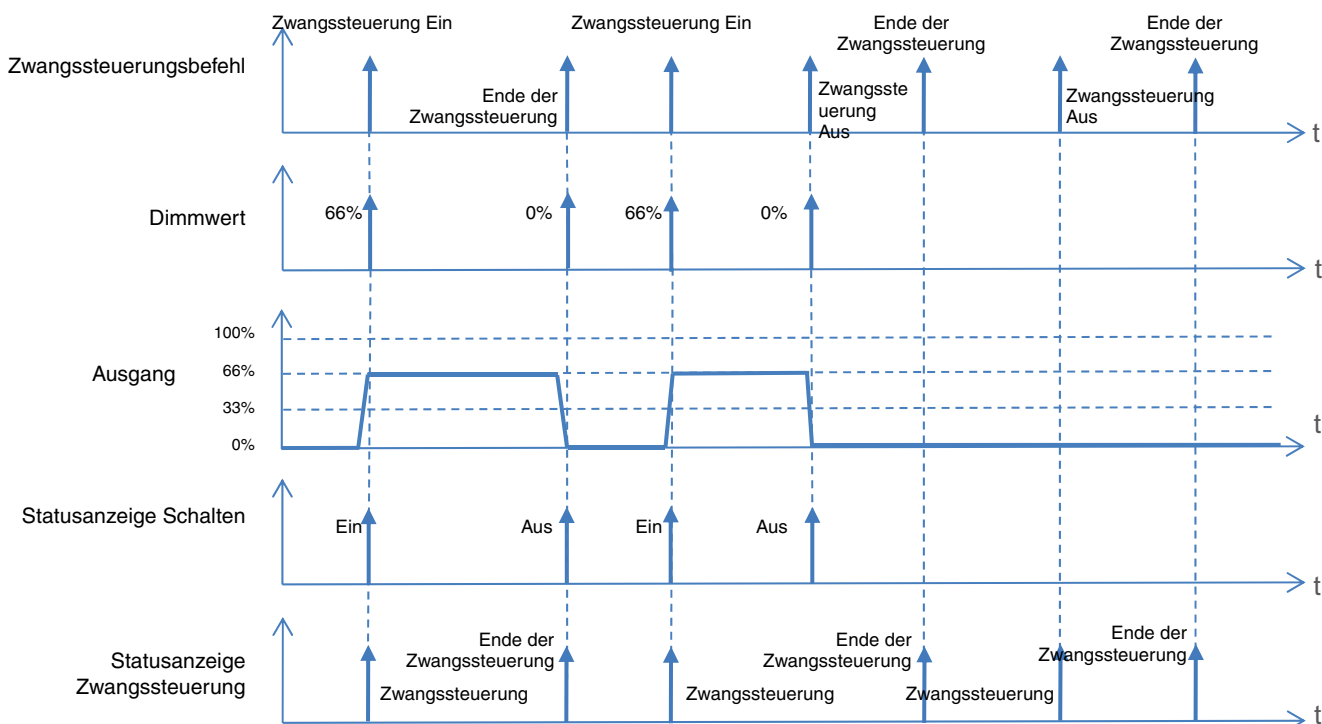 Zwangssteuerung Ein
Zwangssteuerung Ein
Ende der
Zwangssteuerung
Ende der
Zwangssteuerung
Zwangssteuerungsbefehl
Ende der
Zwangssteuerung
Zwangsste
uerung
Aus
Zwangssteuerung
Aus
t
Dimmwert
66%
0%
66%
0%
t
Ausgang
100%
66%
33%
0%
t
Statusanzeige Schalten
Ein
Aus
Ein
Aus
t
Statusanzeige
Zwangssteuerung
Zwangssteuerung
Ende der
Zwangssteuerung
Zwangssteuerung
Ende der
Zwangssteuerung
Zwangssteuerung
Ende der
Zwangssteuerung
t